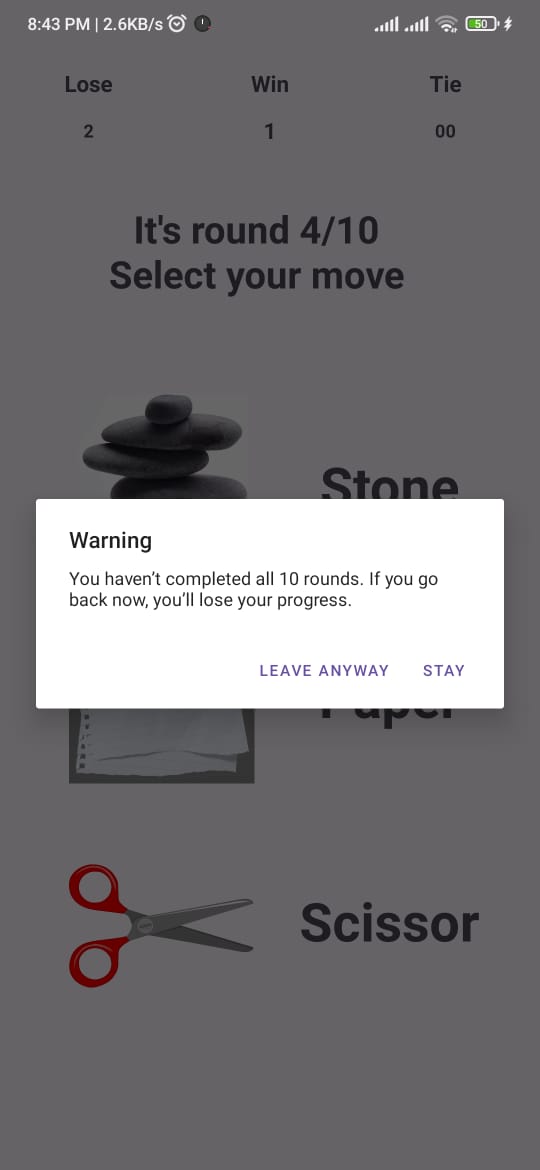 8:43 PM | 2.6KB/s
50
Lose Win Tie
2 1 00
It's round 4/10
Select your move
Stone
Warning
You haven’t completed all 10 rounds. If you go
back now, you’ll lose your progress.
LEAVE ANYWAY STAY
Paper
Scissor